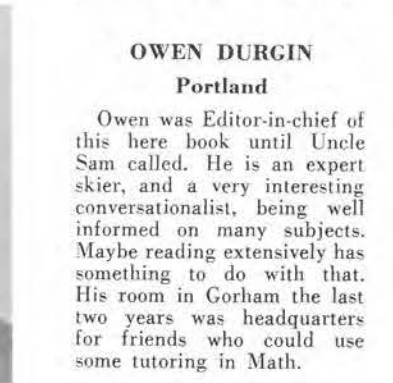 OWEN DURGIN
Portland
Owen was Editor-in-chief of
this here book until Uncle
Sam called. He is an expert
skier, and a very interesting
conversationalist, being well
informed on many subjects.
Maybe reading extensively has
something to do with that.
His room in Gorham the last
two years was headquarters
for friends who could use
some tutoring in Math.